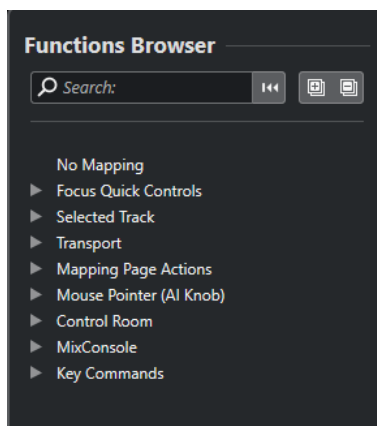 Functions Browser
Search:
No Mapping
Focus Quick Controls
Selected Track
Transport
Mapping Page Actions
Mouse Pointer (AI Knob)
Control Room
MixConsole
Key Commands